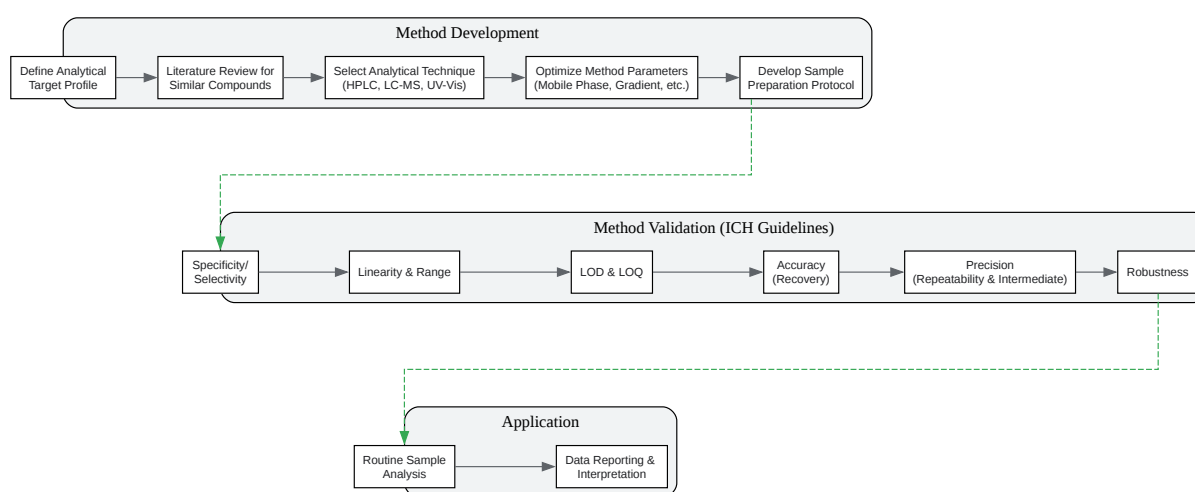 Method Development
Define Analytical
Target Profile
Literature Review for
Similar Compounds
Select Analytical Technique
(HPLC, LC-MS, UV-Vis)
Optimize Method Parameters
(Mobile Phase, Gradient, etc.)
Develop Sample
Preparation Protocol
Method Validation (ICH Guidelines)
Specificity/
Selectivity
Linearity & Range
LOD & LOQ
Accuracy
(Recovery)
Precision
(Repeatability & Intermediate)
Robustness
Application
Routine Sample
Analysis
Data Reporting &
Interpretation